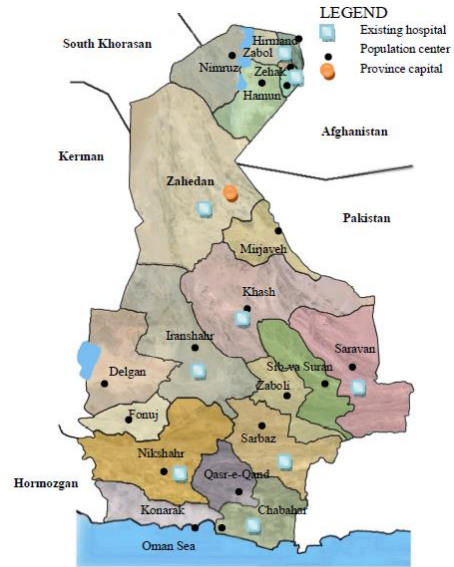 LEGEND
Existing hospital
Population center
Province capital
South Khorasan
Hirmand
Zabol
Nimruz
Zehak
Hamun
Afghanistan
Kerman
Zahedan
Pakistan
Mirjaveh
Khash
Iranshahr
Saravan
Delgan
Sib-va Suran
Zaboli
Fonuj
Sarbaz
Nikshahr
Qasr-e-Qand
Hormozgan
Konarak
Chabahar
Oman Sea